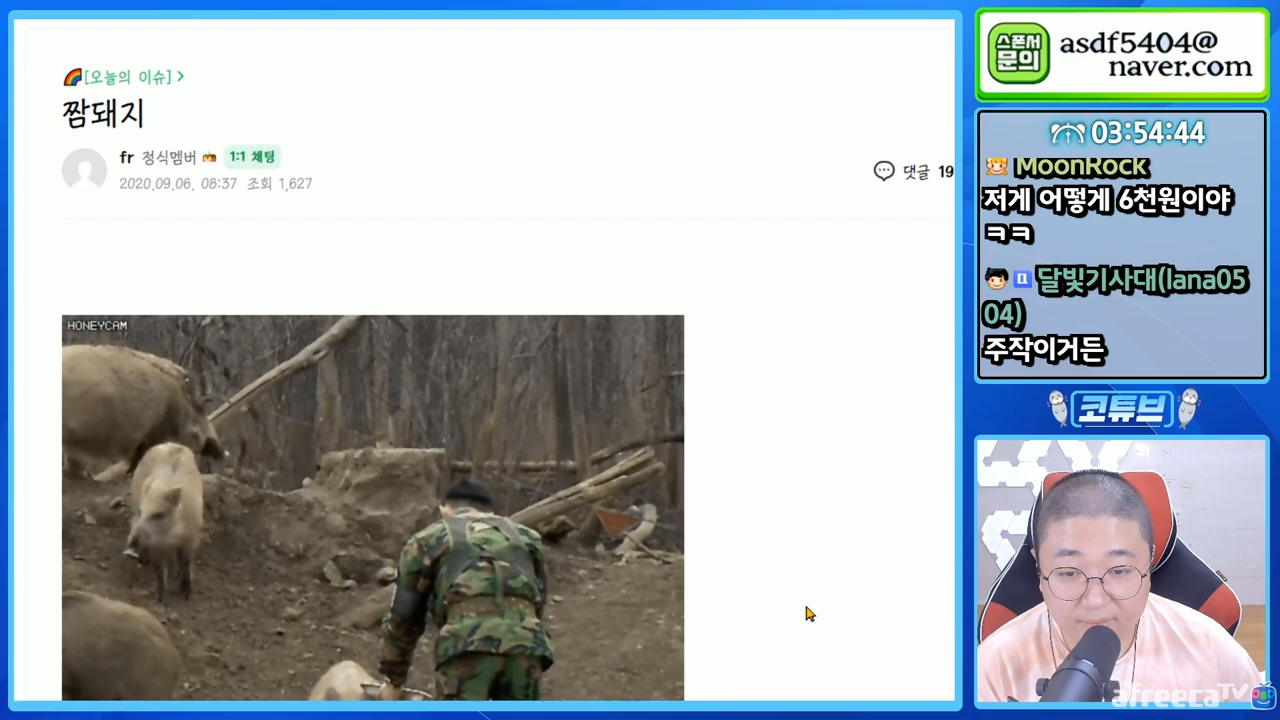 [오늘의 이슈] >
짬돼지
fr 정식멤버 1:1 채팅
2020.09.06. 08:37 조회 1,627
댓글 19
HONEYCAM
스폰서
문의
asdf5404@
naver.com
03:54:44
MoonRock
저게 어떻게 6천원이야
ㅋㅋ
달빛기사대(lana05
04)
주작이거든
코튜브
afreecaTV